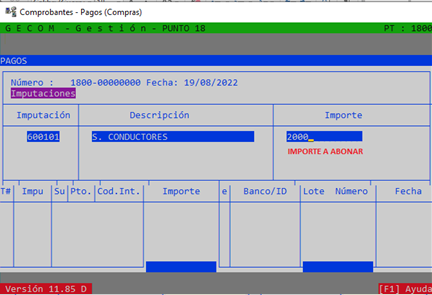 Comprobantes - Pagos (Compras)
G E C O M - G e s t i ó n - PUNTO 18 PT : 1800
PAGOS
Número : 1800-00000000 Fecha: 19/08/2022
Imputaciones
Imputación Descripción Importe
600101 S. CONDUCTORES 2000_
IMPORTE A ABONAR
T# Impu Su Pto. Cod.Int. Importe e Banco/ID Lote Número Fecha
Versión 11.85 D [F1] Ayuda